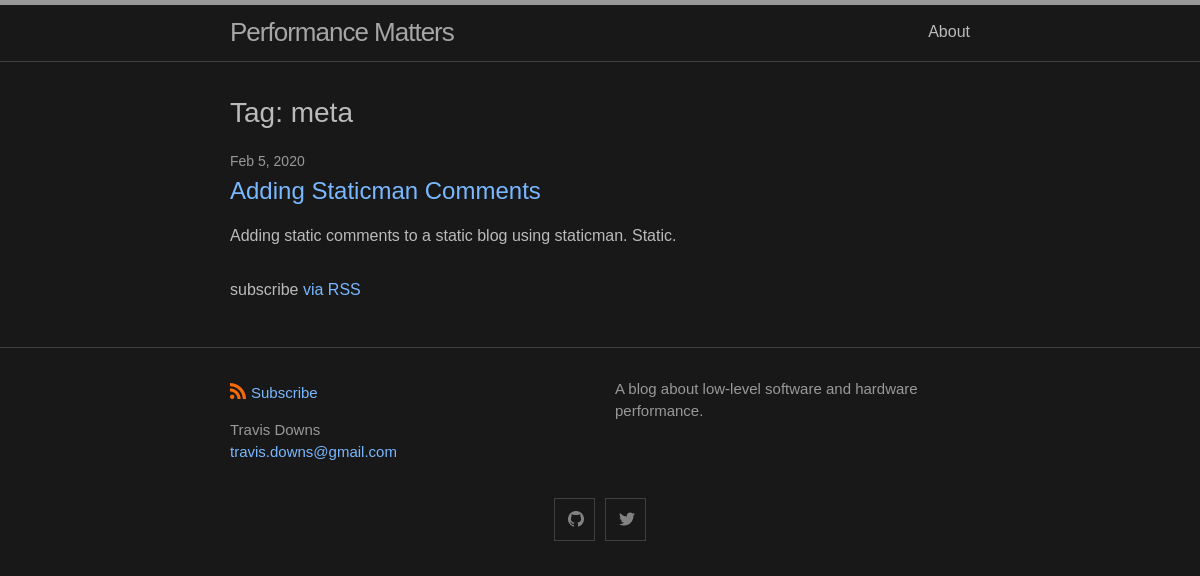 Performance Matters
About
Tag: meta
Feb 5, 2020
Adding Staticman Comments
Adding static comments to a static blog using staticman. Static.
subscribe via RSS
Subscribe
Travis Downs
travis.downs@gmail.com
A blog about low-level software and hardware
performance.